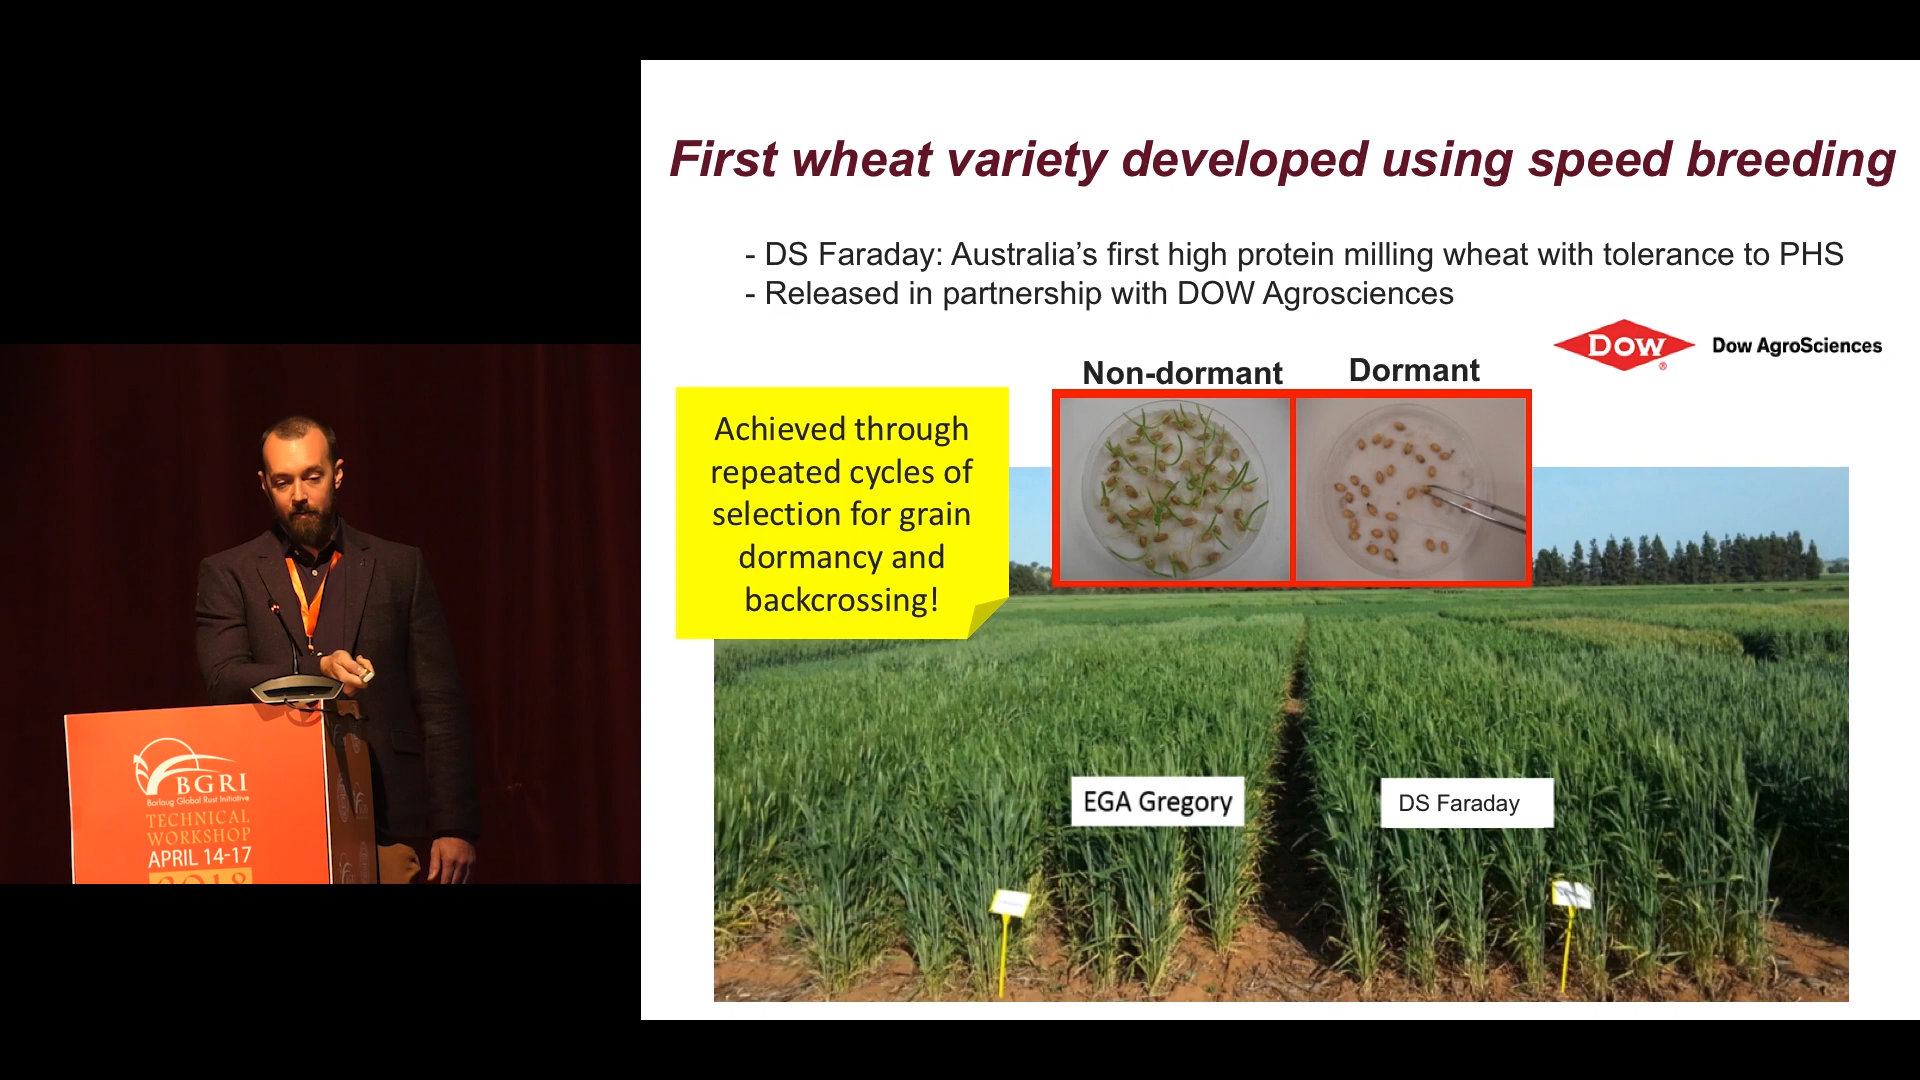 First wheat variety developed using speed breeding
- DS Faraday: Australia’s first high protein milling wheat with tolerance to PHS
- Released in partnership with DOW Agrosciences
Dow ® Dow AgroSciences
Non-dormant Dormant
Achieved through
repeated cycles of
selection for grain
dormancy and
backcrossing!
EGA Gregory
DS Faraday
BGRI
Borlaug Global Rust Initiative
TECHNICAL
WORKSHOP
APRIL 14-17
2018